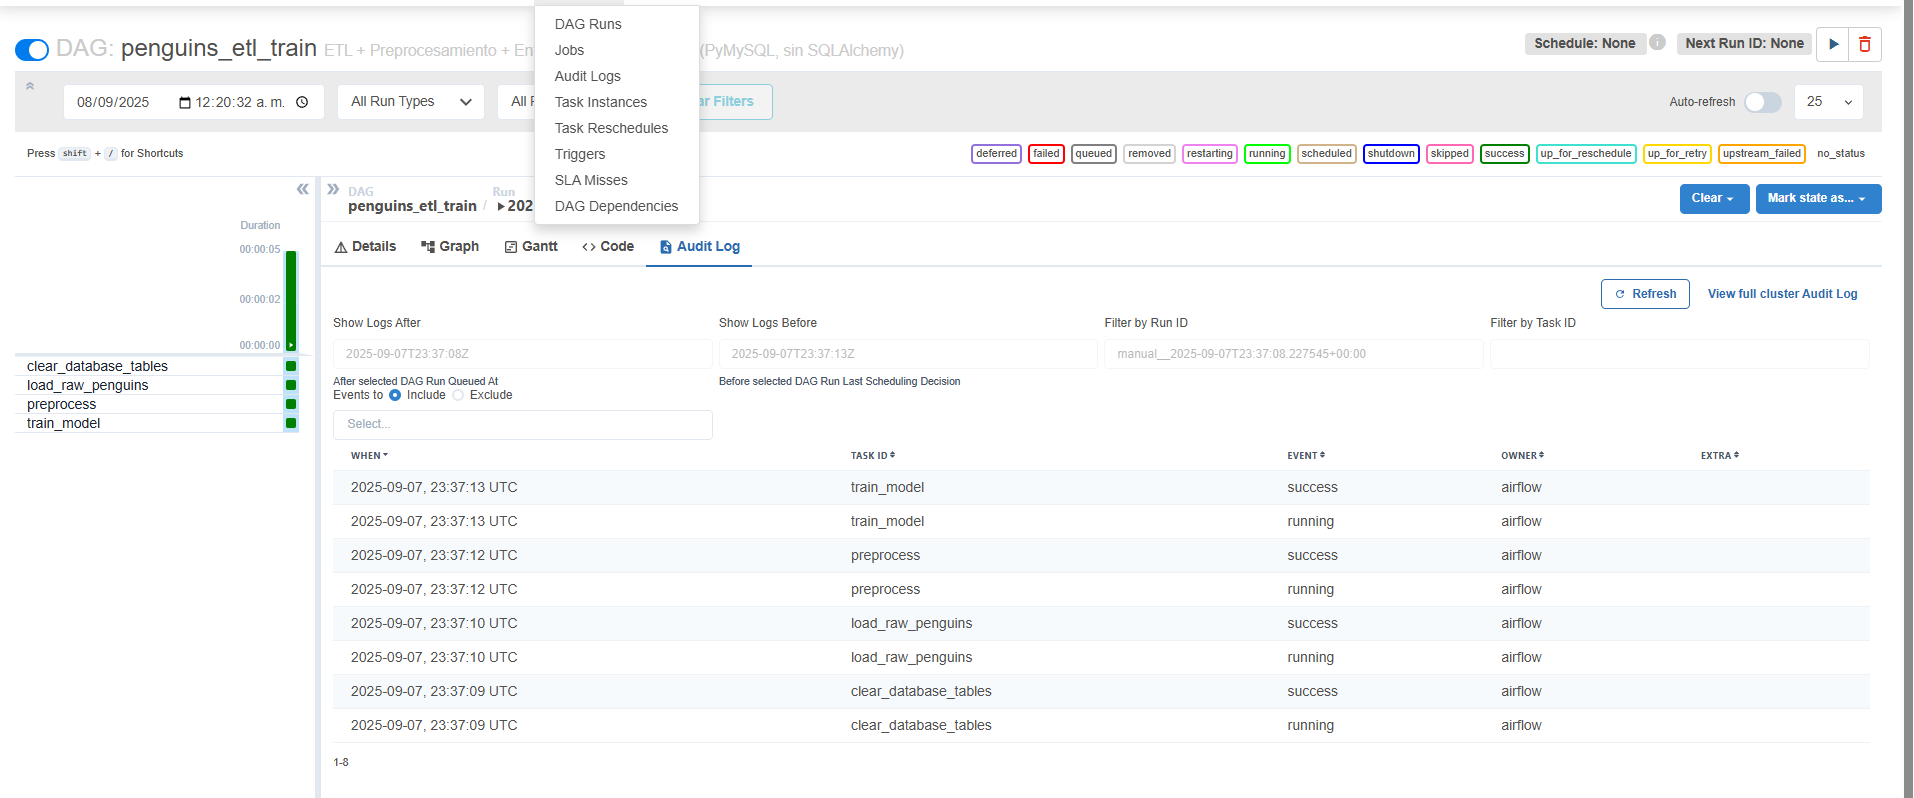 DAG Runs
Jobs
Audit Logs
Task Instances
Task Reschedules
Triggers
SLA Misses
DAG Dependencies
DAG: penguins_etl_train ETL + Preprocesamiento + (PyMySQL, sin SQLAlchemy)
Schedule: None Next Run ID: None
08/09/2025 12:20:32 a. m. All Run Types All Filters
Auto-refresh 25
Press shift + / for Shortcuts
deferred failed queued removed restarting running scheduled shutdown skipped success up_for_reschedule up_for_retry upstream_failed no_status
DAG Run
penguins_etl_train / 202
Clear Mark state as...
Duration
00:00:05
00:00:02
00:00:00
clear_database_tables
load_raw_penguins
preprocess
train_model
Details Graph Gantt <> Code Audit Log
Refresh View full cluster Audit Log
Show Logs After Show Logs Before Filter by Run ID Filter by Task ID
2025-09-07T23:37:08Z 2025-09-07T23:37:13Z manual__2025-09-07T23:37:08.227545+00:00
After selected DAG Run Queued At Before selected DAG Run Last Scheduling Decision
Events to Include Exclude
Select...
WHEN TASK ID EVENT OWNER EXTRA
2025-09-07, 23:37:13 UTC train_model success airflow
2025-09-07, 23:37:13 UTC train_model running airflow
2025-09-07, 23:37:12 UTC preprocess success airflow
2025-09-07, 23:37:12 UTC preprocess running airflow
2025-09-07, 23:37:10 UTC load_raw_penguins success airflow
2025-09-07, 23:37:10 UTC load_raw_penguins running airflow
2025-09-07, 23:37:09 UTC clear_database_tables success airflow
2025-09-07, 23:37:09 UTC clear_database_tables running airflow
1-8